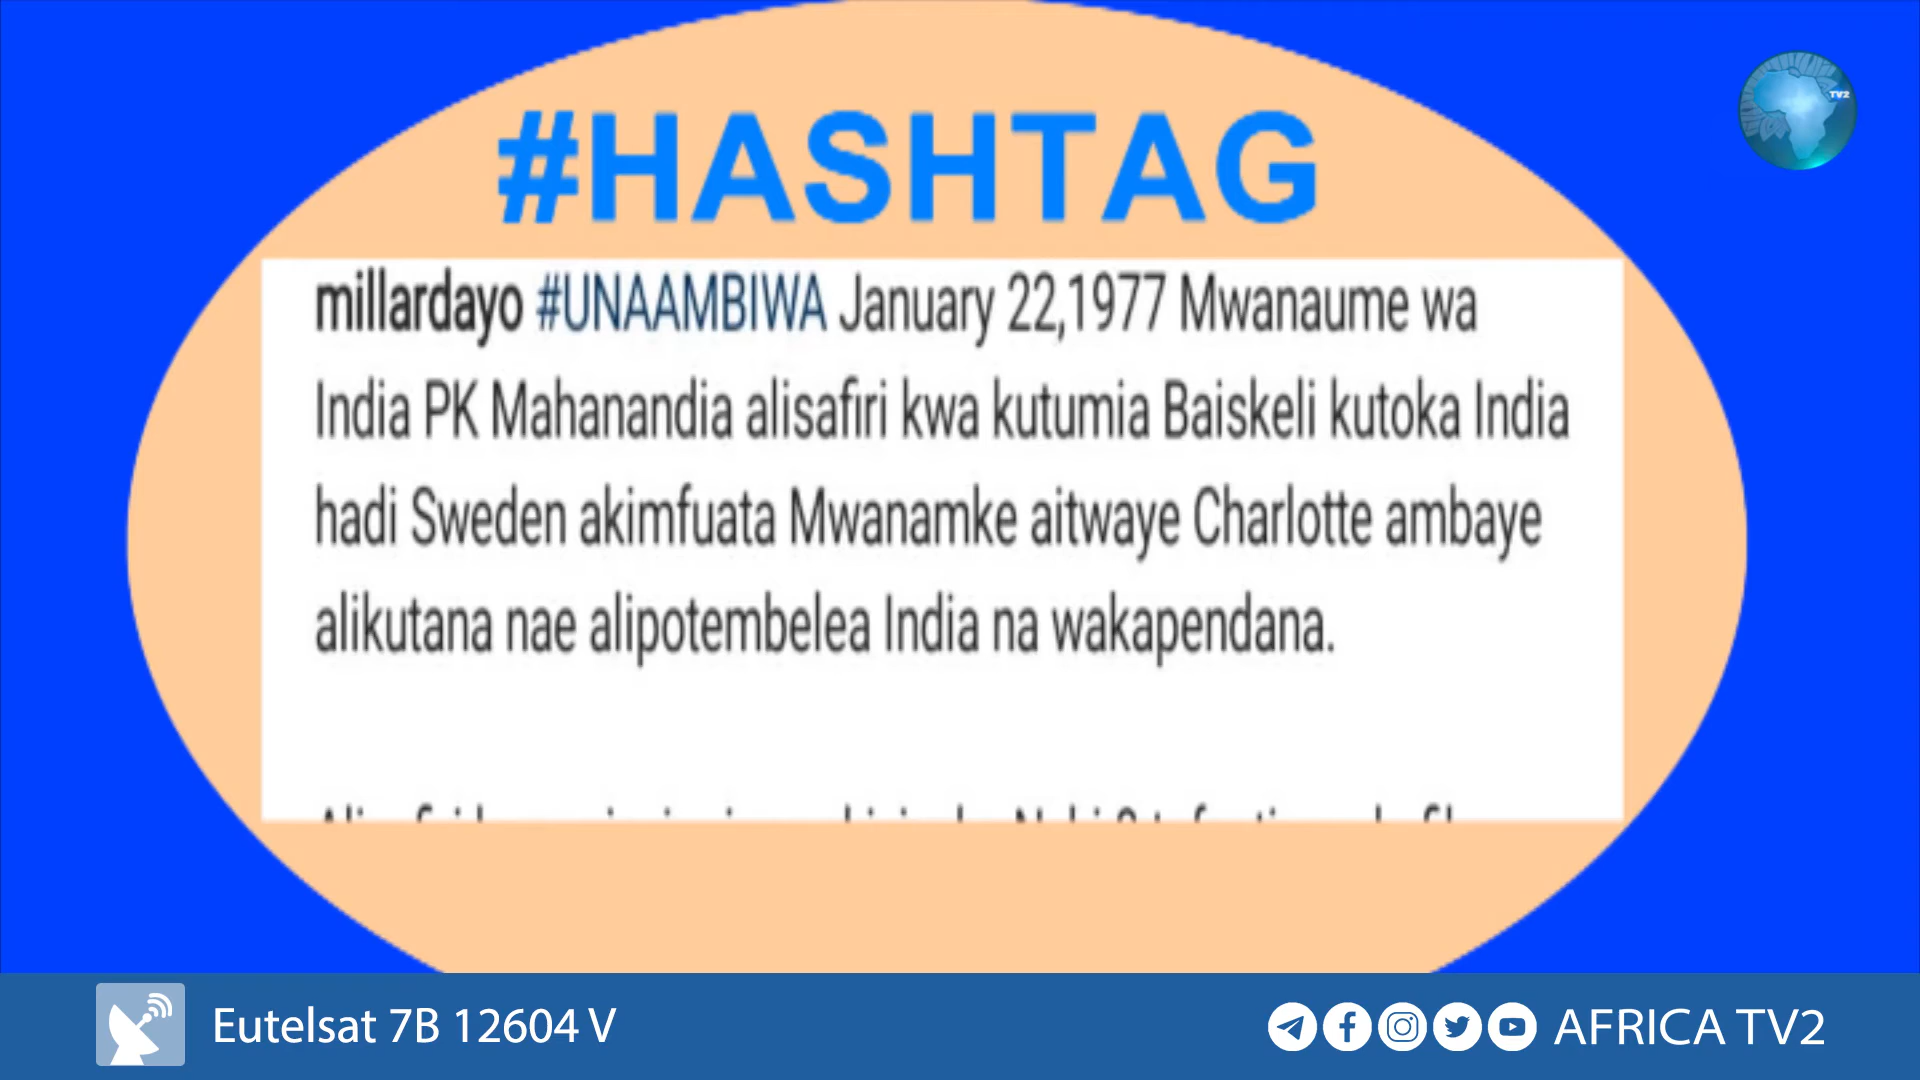 TV2
#HASHTAG
millardayo #UNAAMBIWA January 22,1977 Mwanaume wa
India PK Mahanandia alisafiri kwa kutumia Baiskeli kutoka India
hadi Sweden akimfuata Mwanamke aitwaye Charlotte ambaye
alikutana nae alipotembelea India na wakapendana.
Eutelsat 7B 12604 V
AFRICA TV2